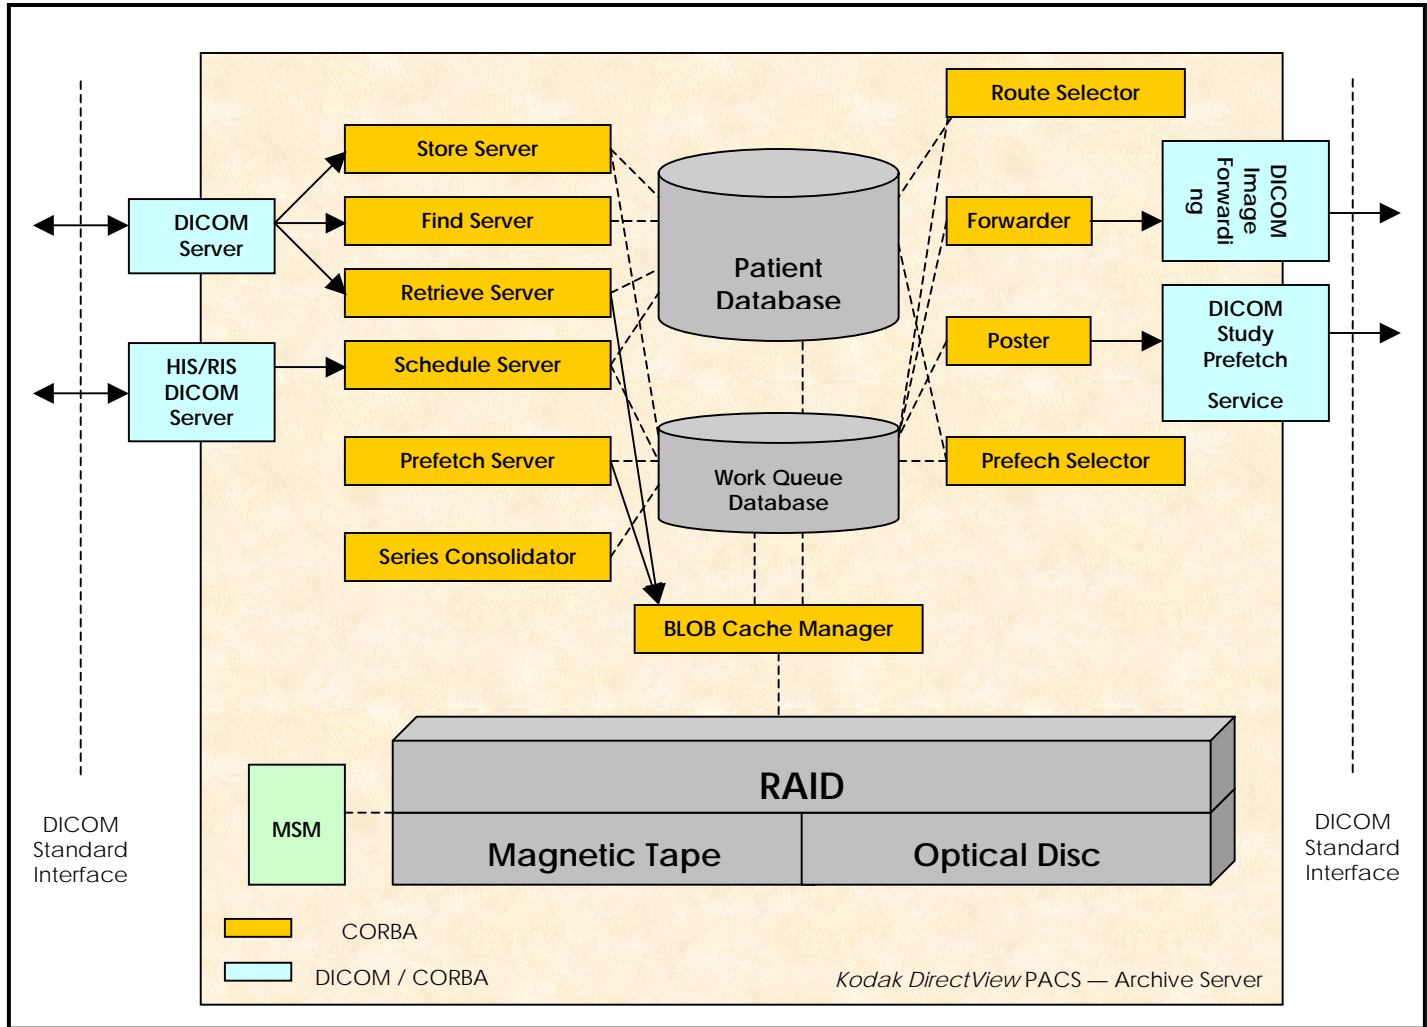 Route Selector
Store Server
DICOM
Image
Forwardi
ng
Find Server
Forwarder
DICOM
Server
Patient
Database
Retrieve Server
DICOM
Study
Prefetch
Service
Poster
Schedule Server
HIS/RIS
DICOM
Server
Prefetch Server
Work Queue
Database
Prefech Selector
Series Consolidator
BLOB Cache Manager
RAID
MSM
Magnetic Tape
Optical Disc
DICOM
Standard
Interface
DICOM
Standard
Interface
CORBA
DICOM / CORBA
Kodak DirectView PACS — Archive Server